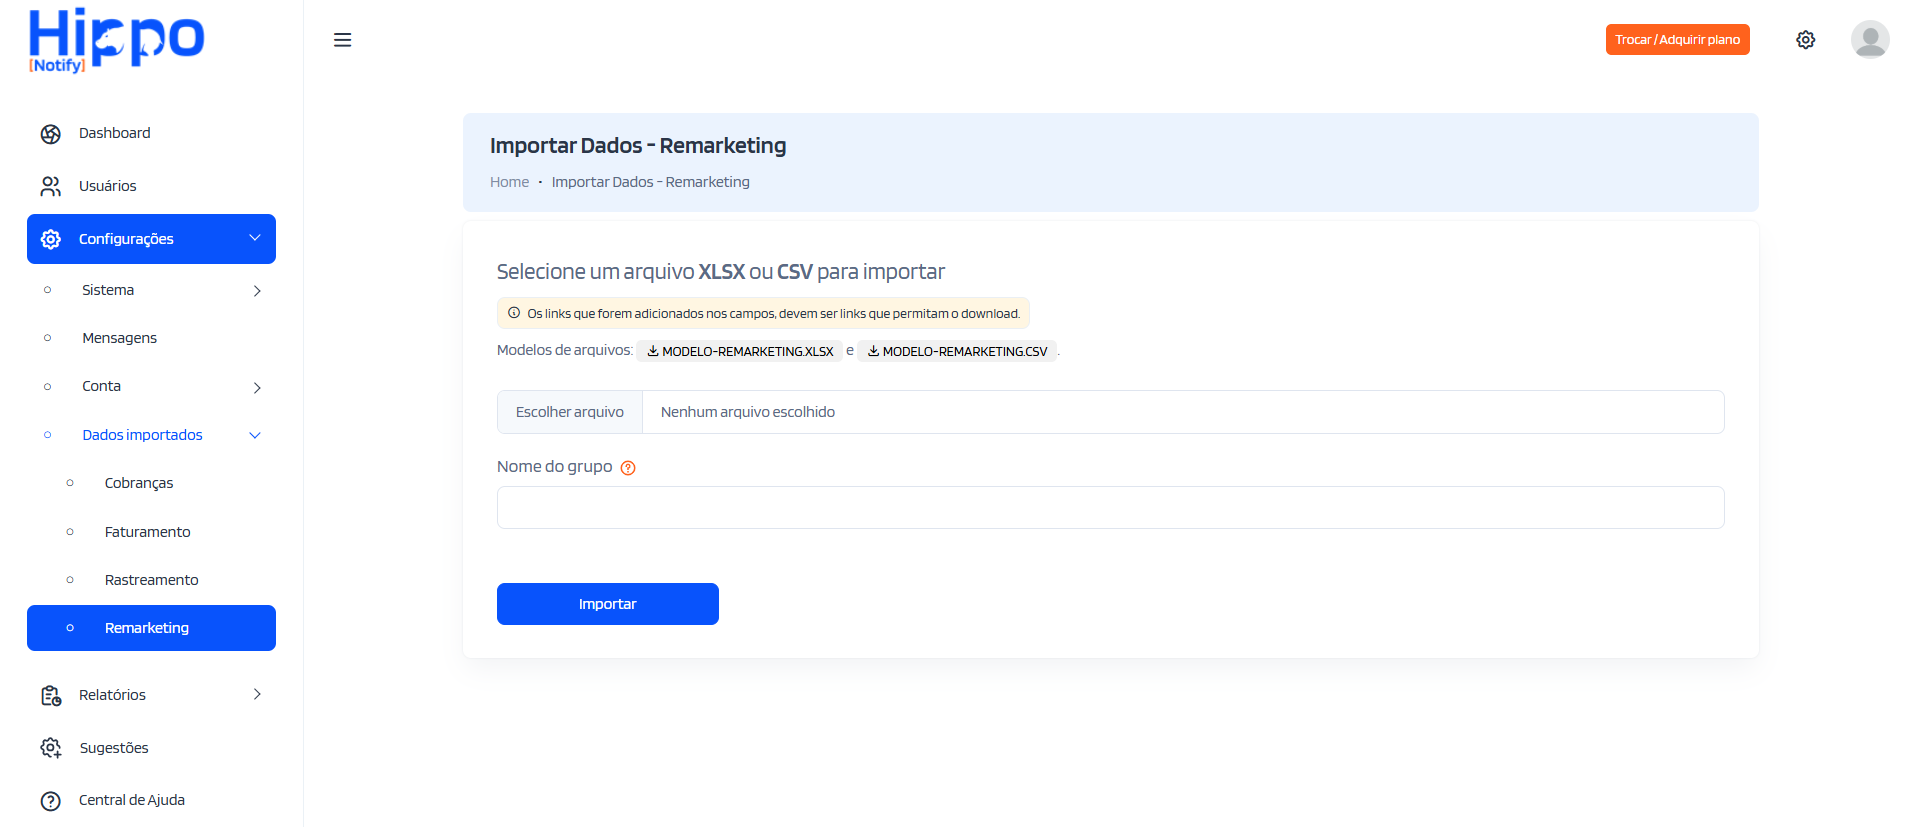 Hippo
[Notify]
Trocar / Adquirir plano
Dashboard
Usuários
Configurações
Sistema
Mensagens
Conta
Dados importados
Cobranças
Faturamento
Rastreamento
Remarketing
Relatórios
Sugestões
Central de Ajuda
Importar Dados - Remarketing
Home • Importar Dados - Remarketing
Selecione um arquivo XLSX ou CSV para importar
Os links que forem adicionados nos campos, devem ser links que permitam o download.
Modelos de arquivos: MODELO-REMARKETING.XLSX e MODELO-REMARKETING.CSV.
Escolher arquivo Nenhum arquivo escolhido
Nome do grupo ?
Importar